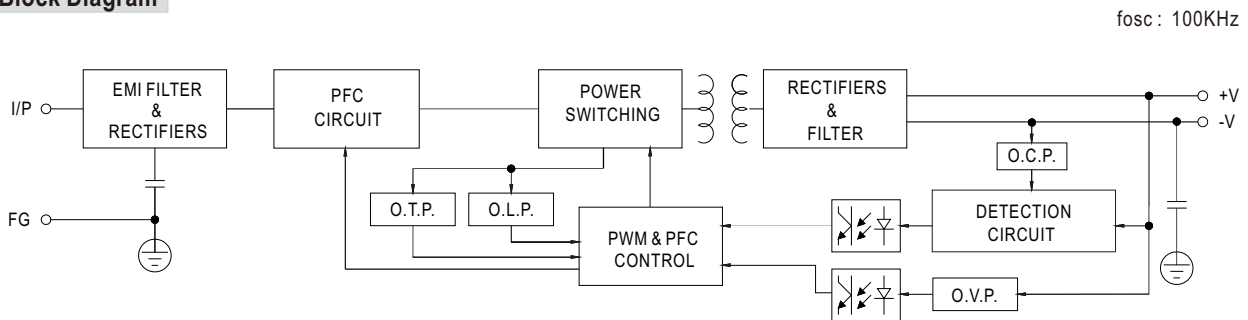 Block Diagram
fosc : 100KHz
I/P
EMI FILTER
&
RECTIFIERS
PFC
CIRCUIT
POWER
SWITCHING
RECTIFIERS
&
FILTER
+V
-V
O.C.P.
FG
O.T.P.
O.L.P.
PWM & PFC
CONTROL
DETECTION
CIRCUIT
O.V.P.